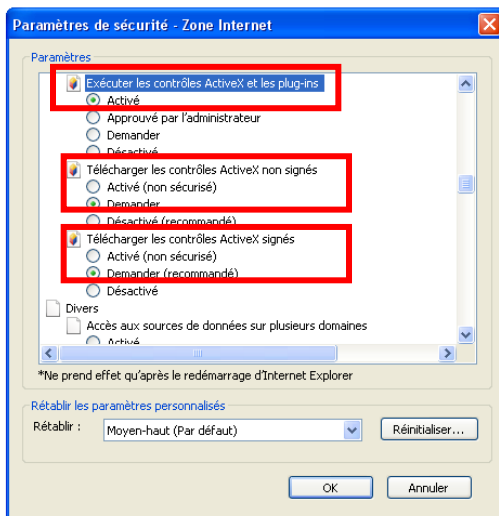 Paramètres de sécurité - Zone Internet
Paramètres
Exécuter les contrôles ActiveX et les plug-ins
Activé
Approuvé par l'administrateur
Demander
Désactivé
Télécharger les contrôles ActiveX non signés
Activé (non sécurisé)
Demander
Désactivé (recommandé)
Télécharger les contrôles ActiveX signés
Activé (non sécurisé)
Demander (recommandé)
Désactivé
Divers
Accès aux sources de données sur plusieurs domaines
Activé
*Ne prend effet qu'après le redémarrage d'Internet Explorer
Rétablir les paramètres personnalisés
Rétablir :
Moyen-haut (Par défaut)
Réinitialiser...
OK
Annuler